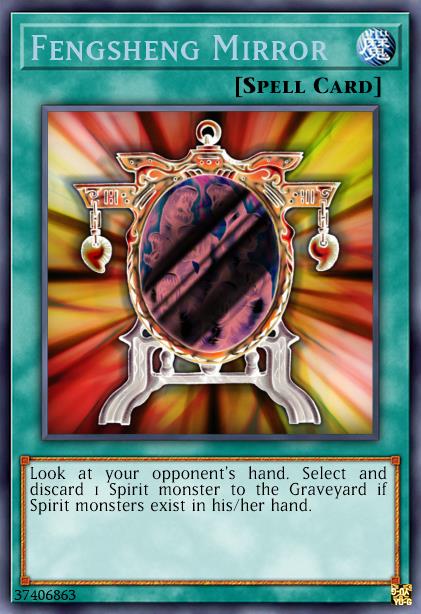 Fengsheng Mirror
魔
[Spell Card]
Look at your opponent's hand. Select and
discard 1 Spirit monster to the Graveyard if
Spirit monsters exist in his/her hand.
37406863